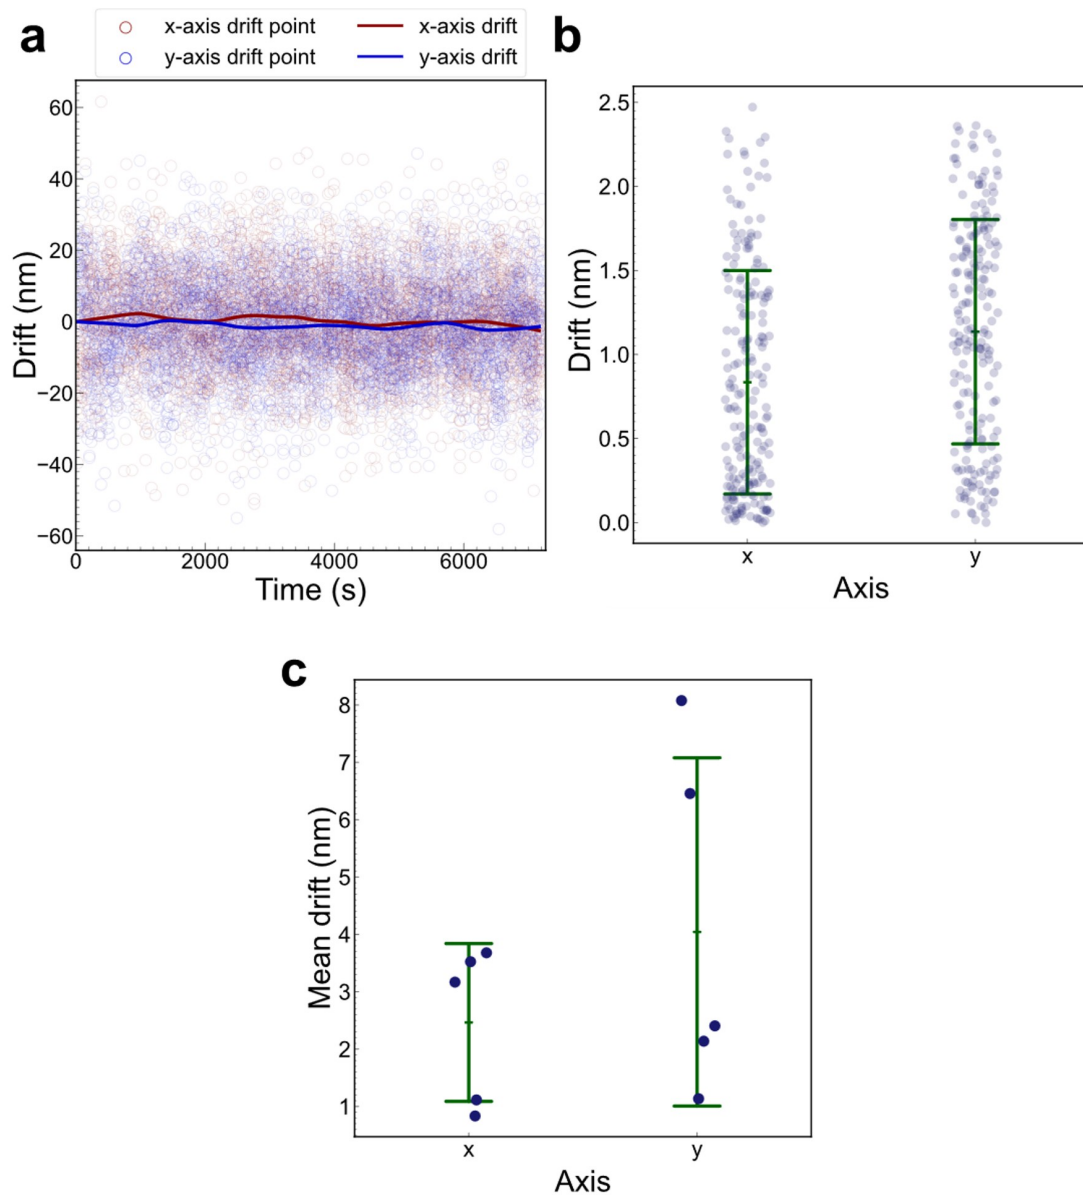 a
x-axis drift point
x-axis drift
y-axis drift point
y-axis drift
60
40
20
0
−20
−40
−60
Drift (nm)
0 2000 4000 6000
Time (s)
b
2.5
2.0
1.5
1.0
0.5
0.0
Drift (nm)
x y
Axis
c
8
7
6
5
4
3
2
1
Mean drift (nm)
x y
Axis